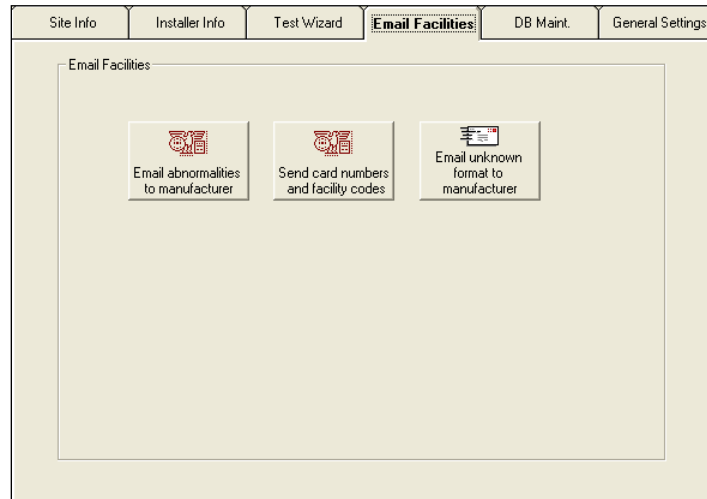 Site Info
Installer Info
Test Wizard
Email Facilities
DB Maint.
General Settings
Email Facilities
Email abnormalities
to manufacturer
Send card numbers
and facility codes
Email unknown
format to
manufacturer